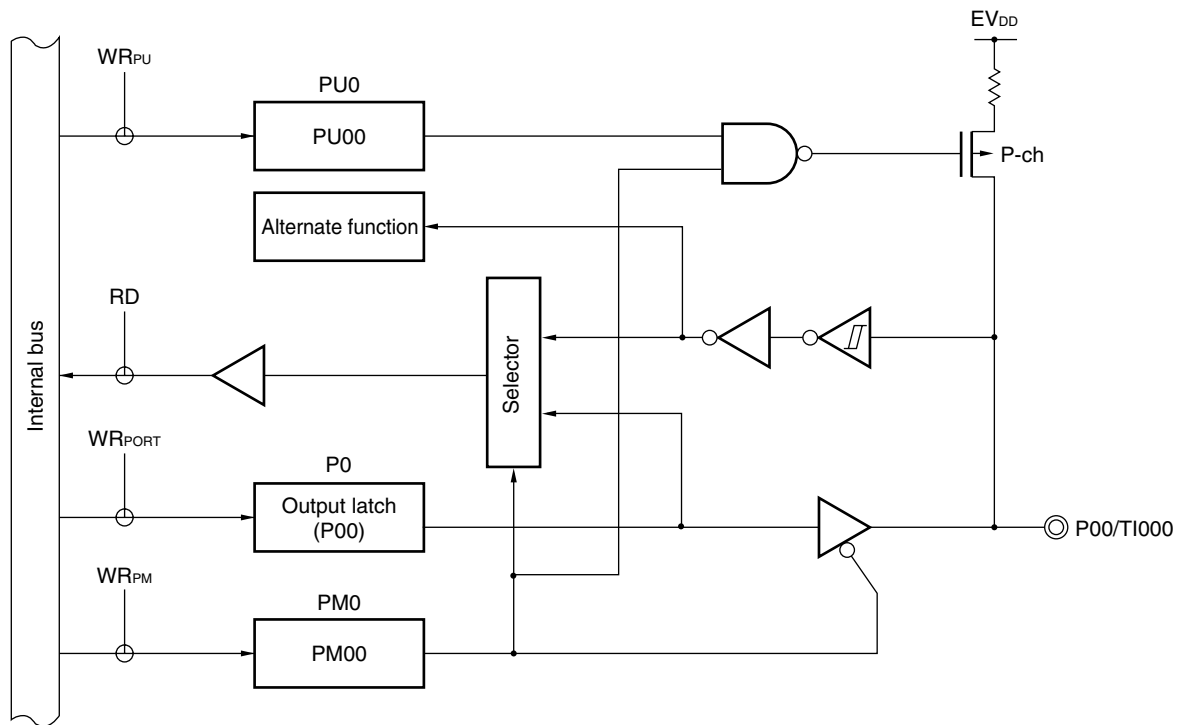 EVDD
WRPU
PU0
PU00
P-ch
Alternate function
RD
Selector
Internal bus
WRPORT
P0
Output latch
(P00)
P00/TI000
WRPM
PM0
PM00